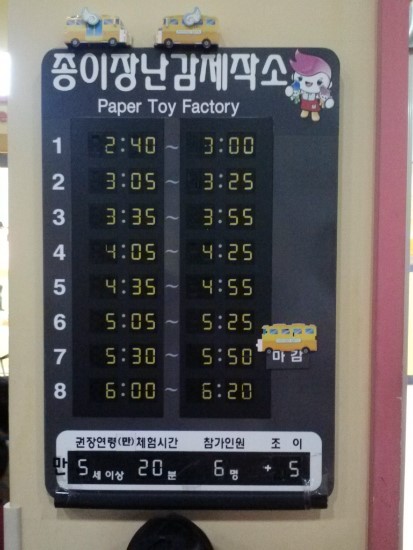 종이장난감제작소
Paper Toy Factory
1 2:40 ~ 3:00
2 3:05 ~ 3:25
3 3:35 ~ 3:55
4 4:05 ~ 4:25
5 4:35 ~ 4:55
6 5:05 ~ 5:25
7 5:30 ~ 5:50 마감
8 6:00 ~ 6:20
권장연령(만) 체험시간 참가인원 조이
만 5 세이상 20 분 6 명 + 5